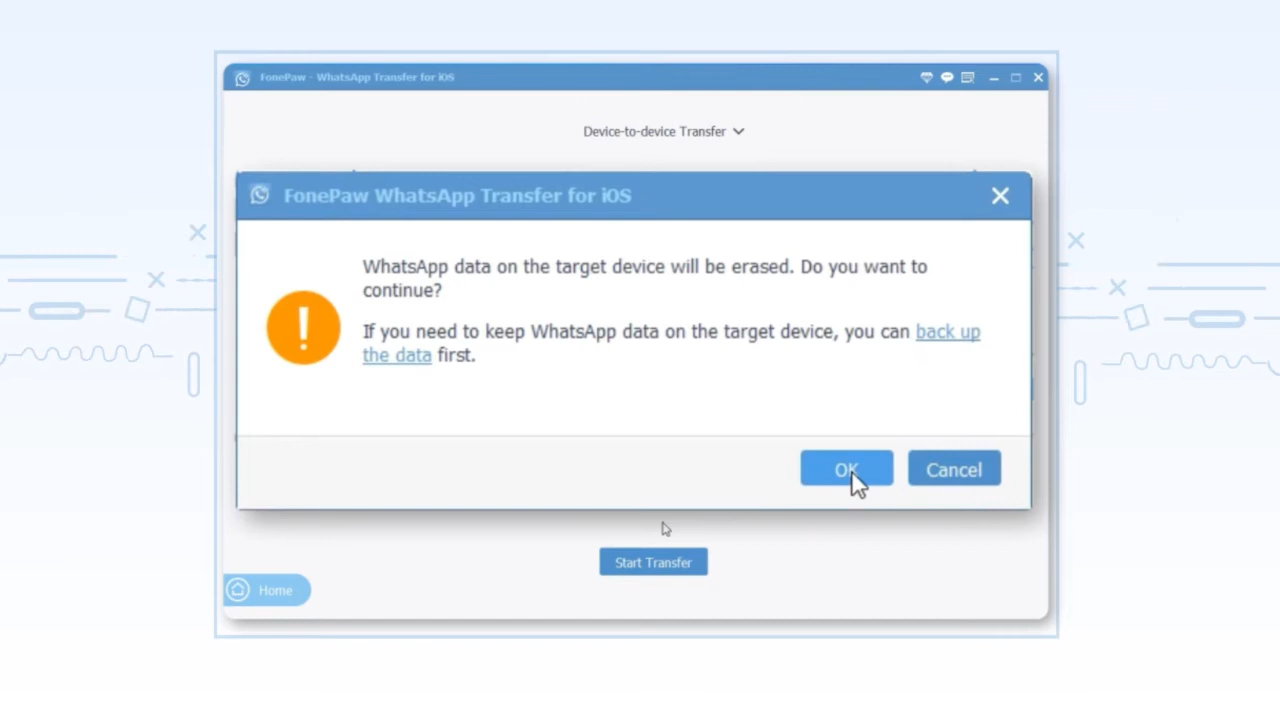 FonePaw - WhatsApp Transfer for iOS
Device-to-device Transfer
FonePaw WhatsApp Transfer for iOS
WhatsApp data on the target device will be erased. Do you want to
continue?
If you need to keep WhatsApp data on the target device, you can back up
the data first.
OK
Cancel
Start Transfer
Home